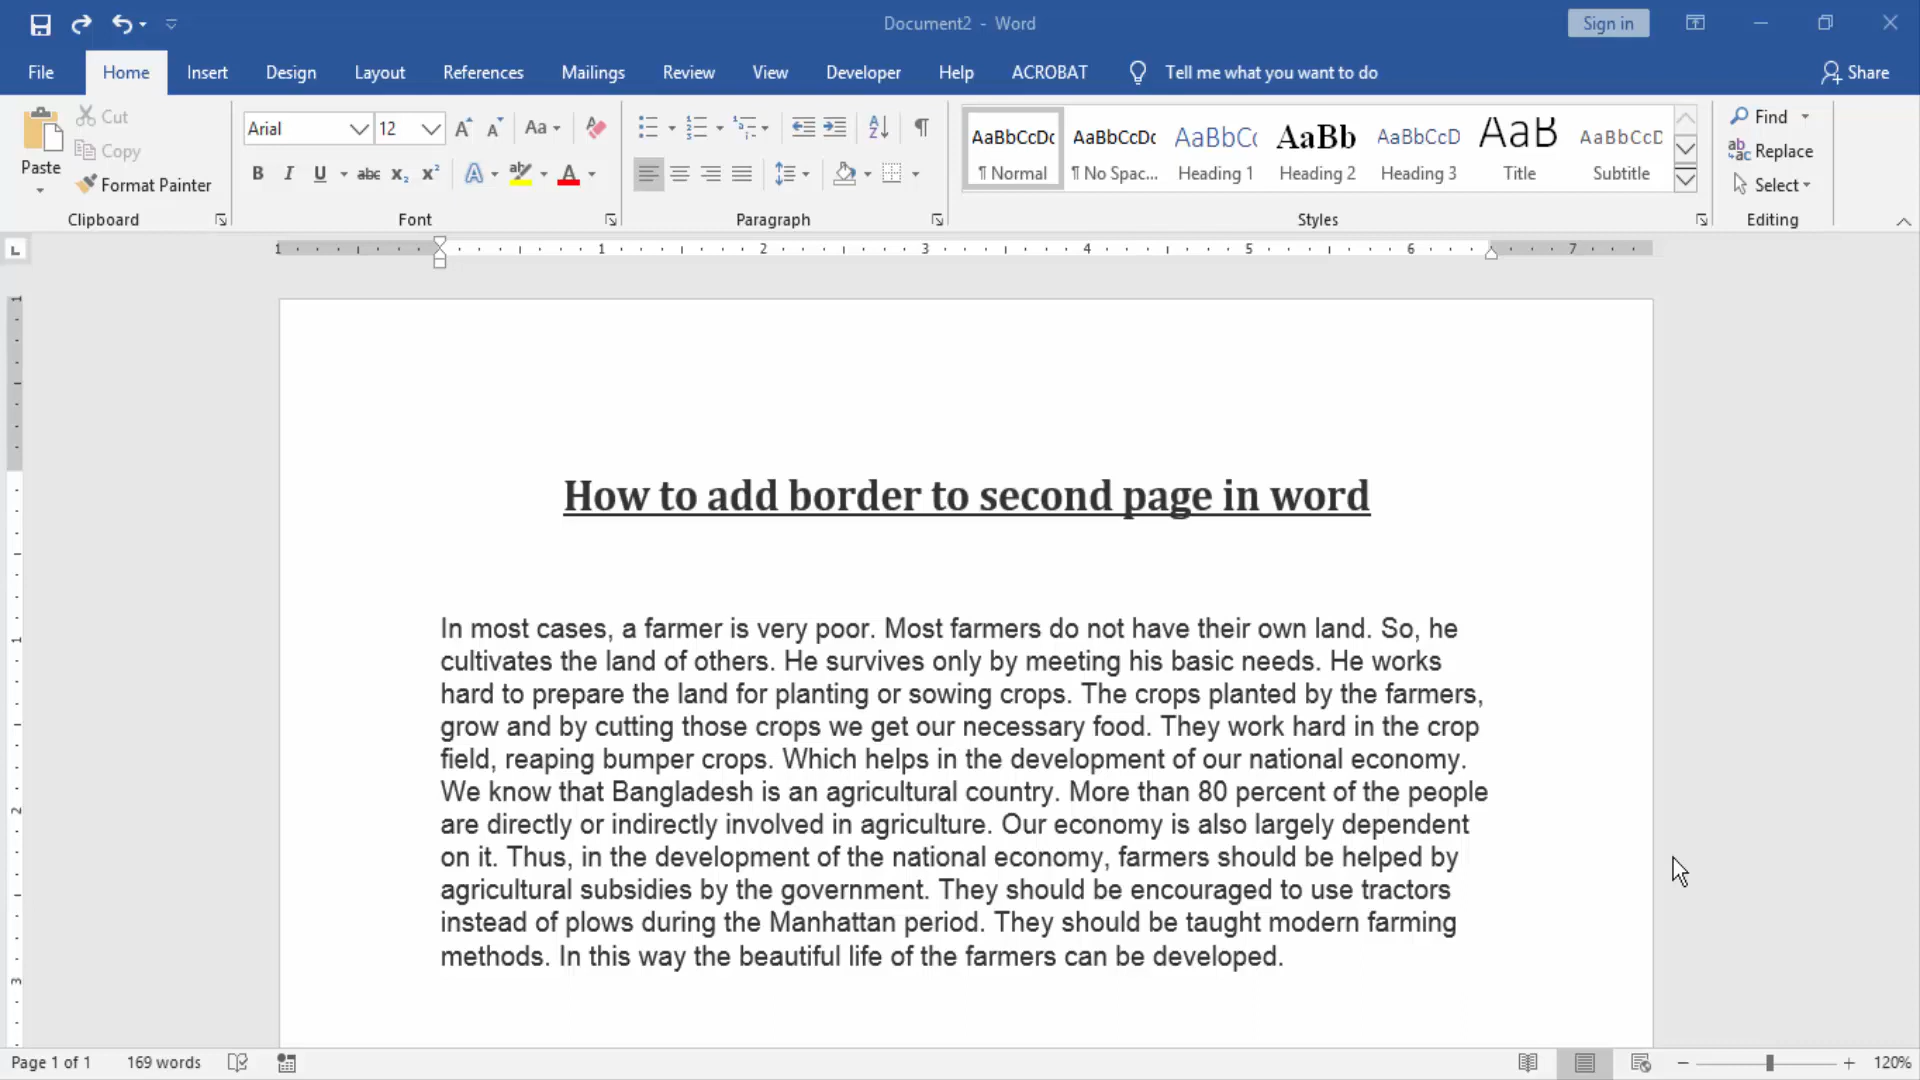 Document2 - Word
Sign in
File Home Insert Design Layout References Mailings Review View Developer Help ACROBAT Tell me what you want to do Share
Paste
Cut
Copy
Format Painter
Clipboard
Arial 12
Font
Paragraph
AaBbCcDc AaBbCcDc AaBbC( AaBb AaBbCcD AaB AaBbCcD
¶ Normal ¶ No Spac... Heading 1 Heading 2 Heading 3 Title Subtitle
Styles
Find
Replace
Select
Editing
1 1 2 3 4 5 6 7
How to add border to second page in word
In most cases, a farmer is very poor. Most farmers do not have their own land. So, he
cultivates the land of others. He survives only by meeting his basic needs. He works
hard to prepare the land for planting or sowing crops. The crops planted by the farmers,
grow and by cutting those crops we get our necessary food. They work hard in the crop
field, reaping bumper crops. Which helps in the development of our national economy.
We know that Bangladesh is an agricultural country. More than 80 percent of the people
are directly or indirectly involved in agriculture. Our economy is also largely dependent
on it. Thus, in the development of the national economy, farmers should be helped by
agricultural subsidies by the government. They should be encouraged to use tractors
instead of plows during the Manhattan period. They should be taught modern farming
methods. In this way the beautiful life of the farmers can be developed.
Page 1 of 1 169 words 120%